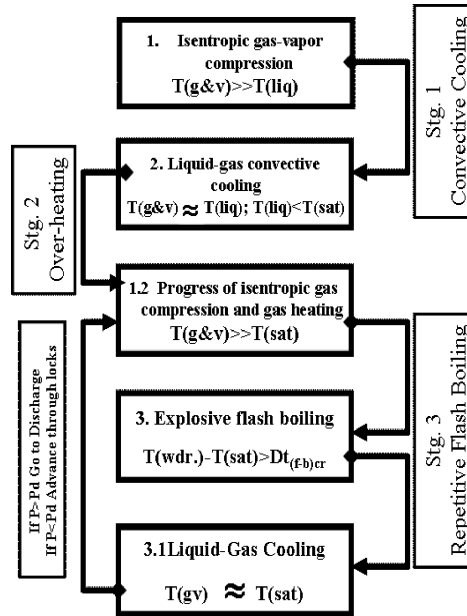 1. Isentropic gas-vapor
compression
T(g&v)>>T(liq)
Stg. 1
Convective Cooling
2. Liquid-gas convective
cooling
T(g&v) ≈ T(liq); T(liq)<T(sat)
Stg. 2
Over-heating
1.2 Progress of isentropic gas
compression and gas heating
T(g&v)>>T(sat)
3. Explosive flash boiling
T(wdr.)-T(sat)>Dt(f-b)cr
Stg. 3
Repetitive Flash Boiling
If P>Pd Go to Discharge
If P<Pd Advance through locks
3.1Liquid-Gas Cooling
T(gv) ≈ T(sat)